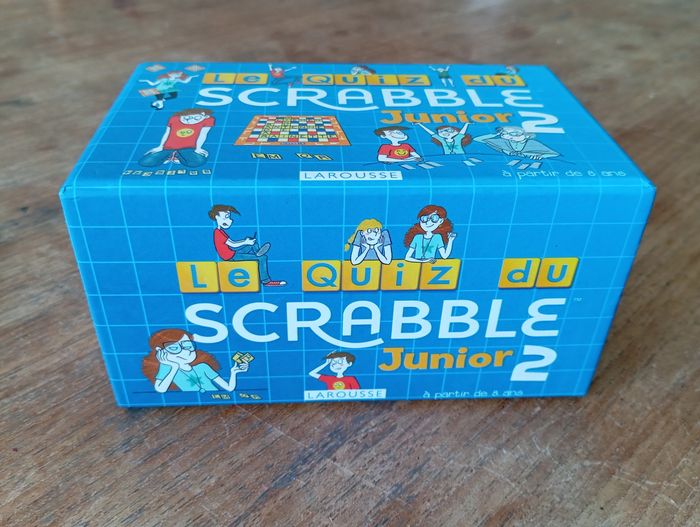 Le Quiz du
SCRABBLE
Junior 2
LAROUSSE
à partir de 8 ans
Le Quiz du
SCRABBLE™
Junior 2
LAROUSSE
à partir de 8 ans